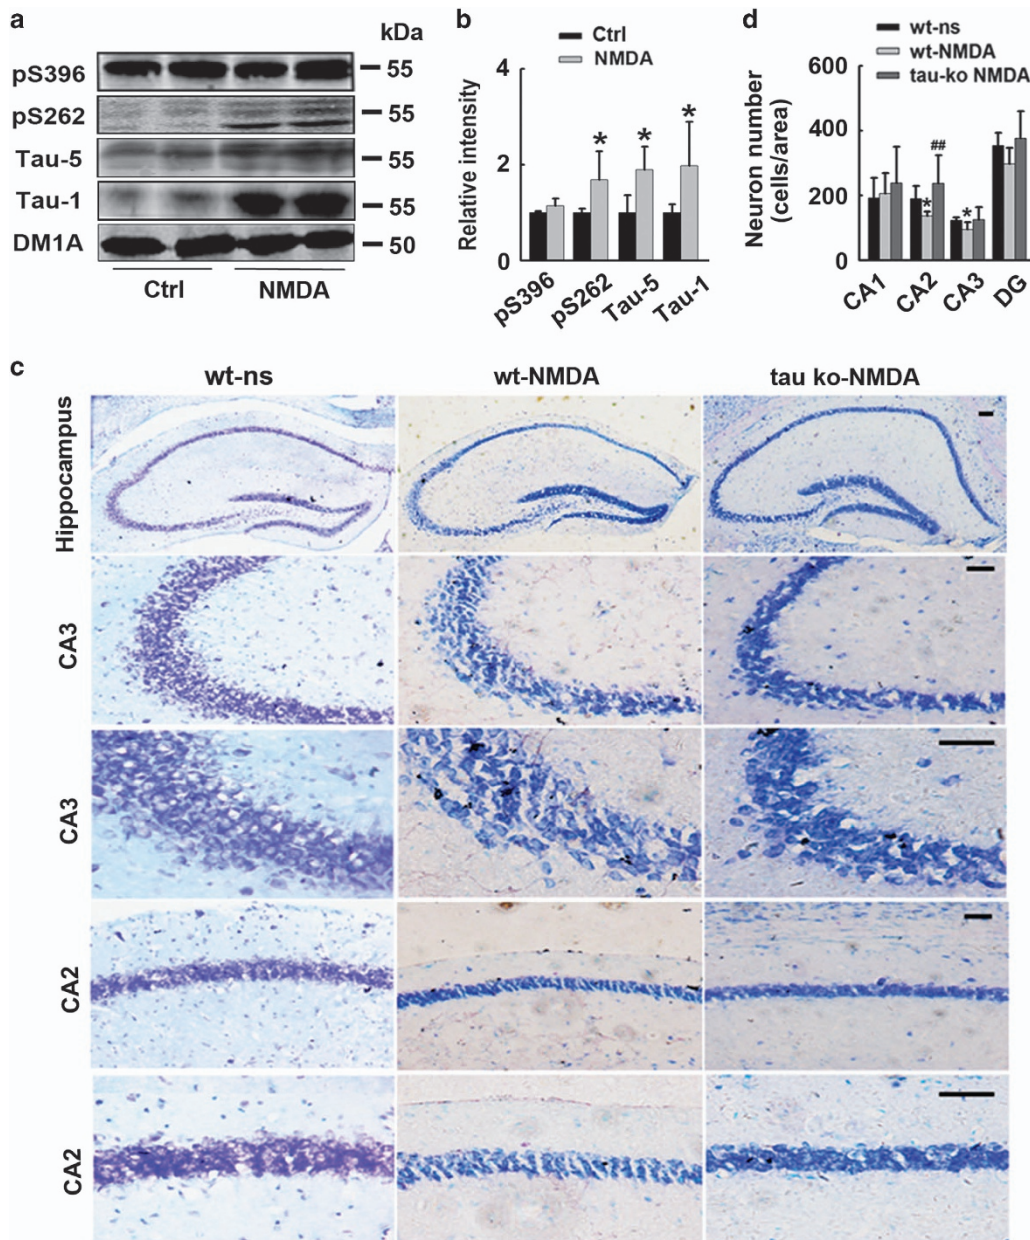 a
kDa
pS396
55
pS262
55
Tau-5
55
Tau-1
55
DM1A
50
Ctrl
NMDA
b
Ctrl
NMDA
Relative intensity
4
2
0
*
*
*
pS396
pS262
Tau-5
Tau-1
d
wt-ns
wt-NMDA
tau-ko NMDA
Neuron number
(cells/area)
600
400
200
0
*
##
*
CA1
CA2
CA3
DG
c
wt-ns
wt-NMDA
tau ko-NMDA
Hippocampus
CA3
CA3
CA2
CA2